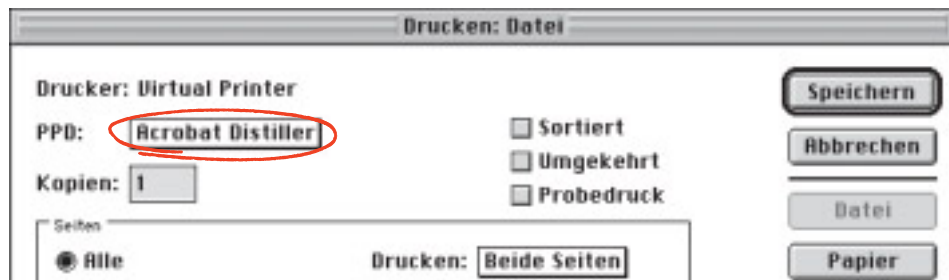 Drucken: Datei
Drucker: Virtual Printer
Speichern
PPD: Acrobat Distiller
Sortiert
Abbrechen
Umgekehrt
Kopien: 1
Probedruck
Datei
Seiten
Alle
Drucken: Beide Seiten
Papier